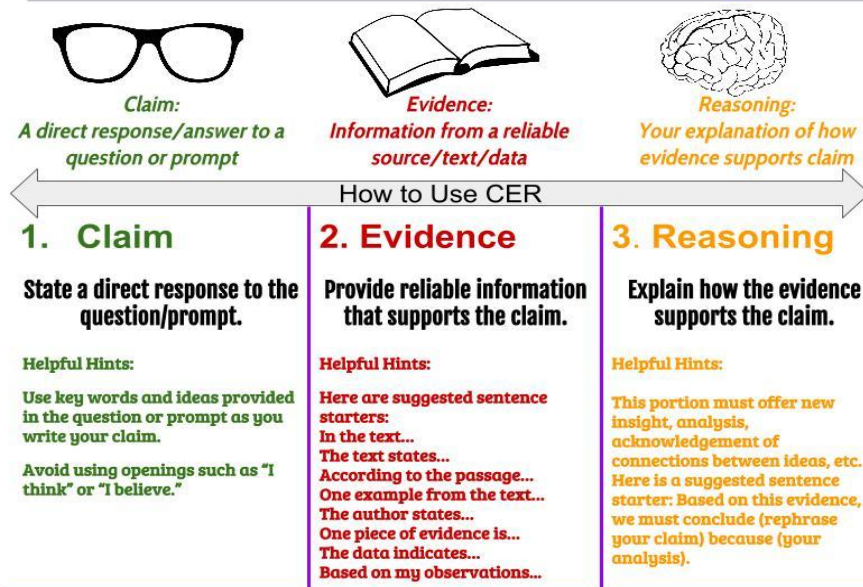 Claim:
A direct response/answer to a
question or prompt
Evidence:
Information from a reliable
source/text/data
Reasoning:
Your explanation of how
evidence supports claim
How to Use CER
1. Claim
State a direct response to the
question/prompt.
Helpful Hints:
Use key words and ideas provided
in the question or prompt as you
write your claim.
Avoid using openings such as “I
think” or “I believe.”
2. Evidence
Provide reliable information
that supports the claim.
Helpful Hints:
Here are suggested sentence
starters:
In the text...
The text states...
According to the passage...
One example from the text...
The author states...
One piece of evidence is...
The data indicates...
Based on my observations...
3. Reasoning
Explain how the evidence
supports the claim.
Helpful Hints:
This portion must offer new
insight, analysis,
acknowledgement of
connections between ideas, etc.
Here is a suggested sentence
starter: Based on this evidence,
we must conclude (rephrase
your claim) because (your
analysis).